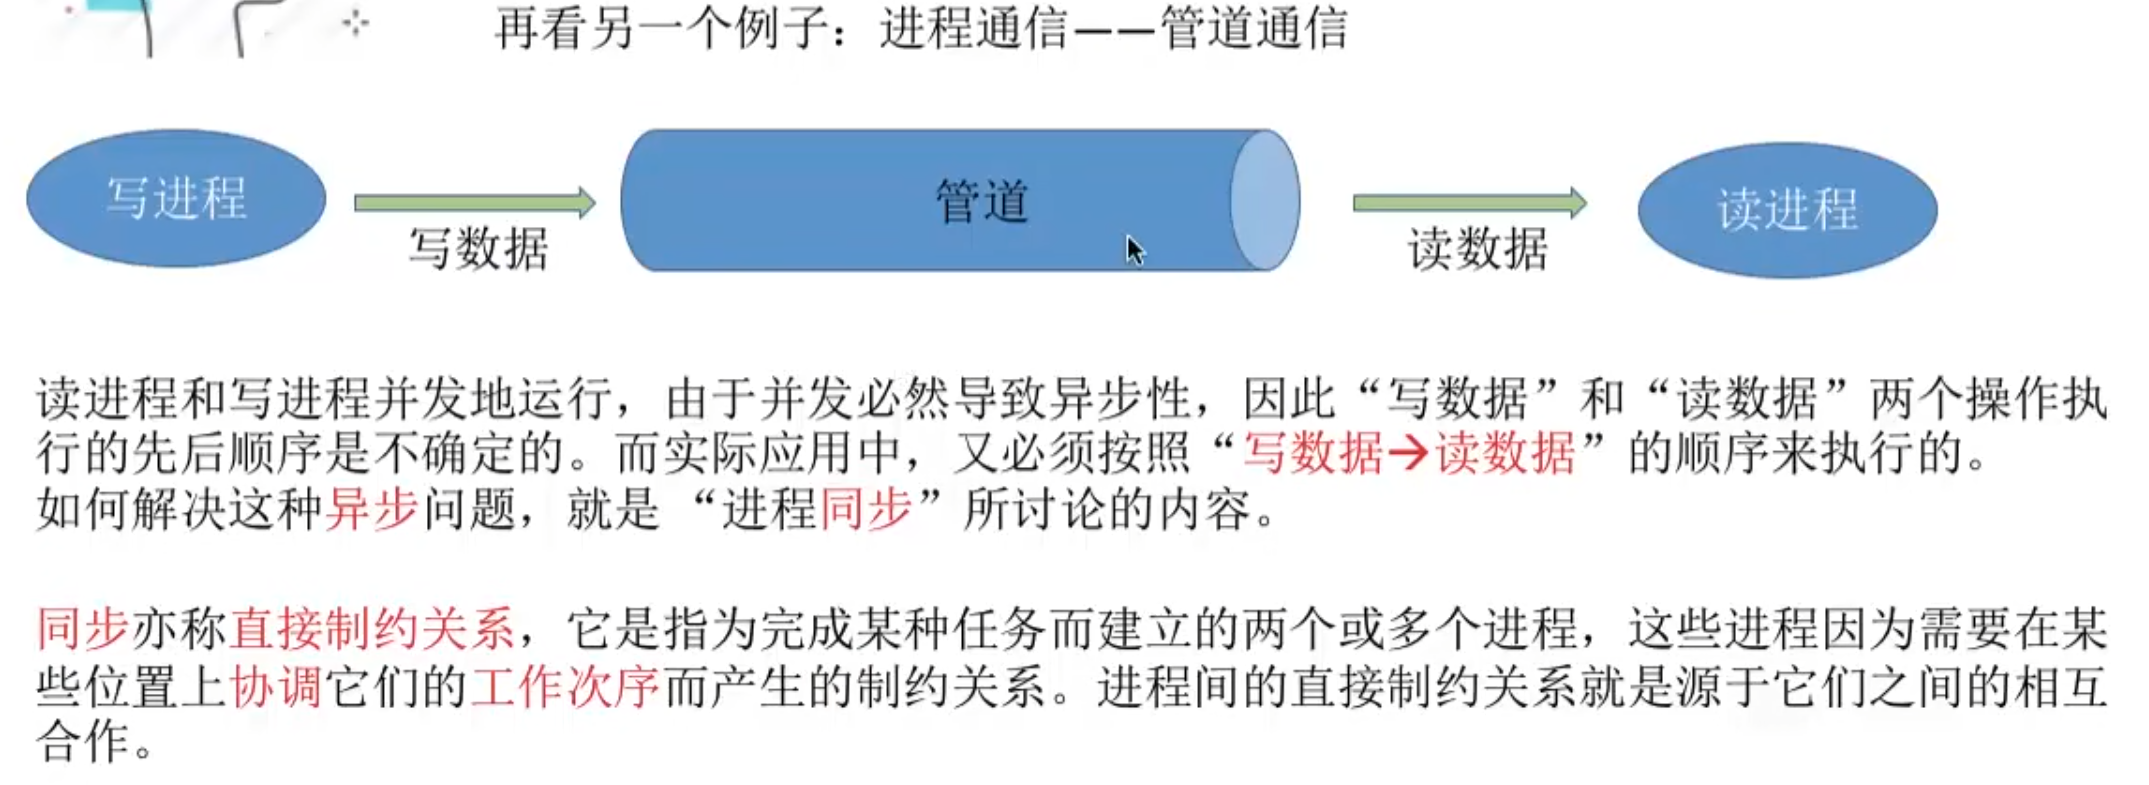 再看另一个例子：进程通信——管道通信
写进程
写数据
管道
读数据
读进程
读进程和写进程并发地运行，由于并发必然导致异步性，因此“写数据”和“读数据”两个操作执
行的先后顺序是不确定的。而实际应用中，又必须按照“写数据→读数据”的顺序来执行的。
如何解决这种异步问题，就是 “进程同步”所讨论的内容。
同步亦称直接制约关系，它是指为完成某种任务而建立的两个或多个进程，这些进程因为需要在某
些位置上协调它们的工作次序而产生的制约关系。进程间的直接制约关系就是源于它们之间的相互
合作。